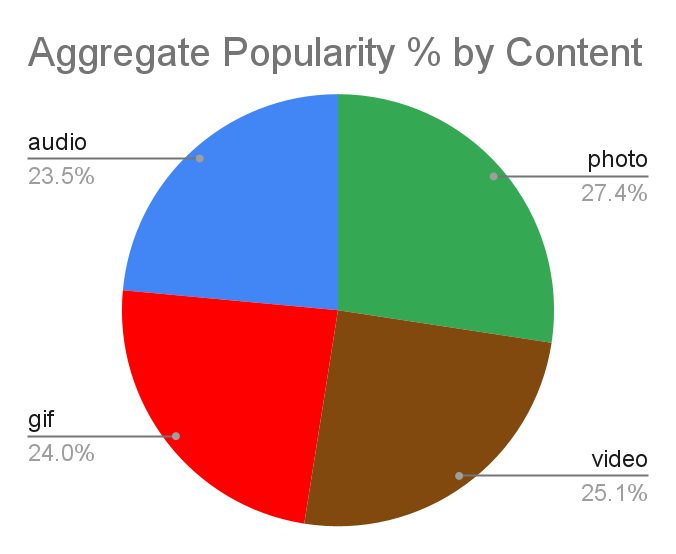 Aggregate Popularity % by Content
audio
23.5%
photo
27.4%
gif
24.0%
video
25.1%